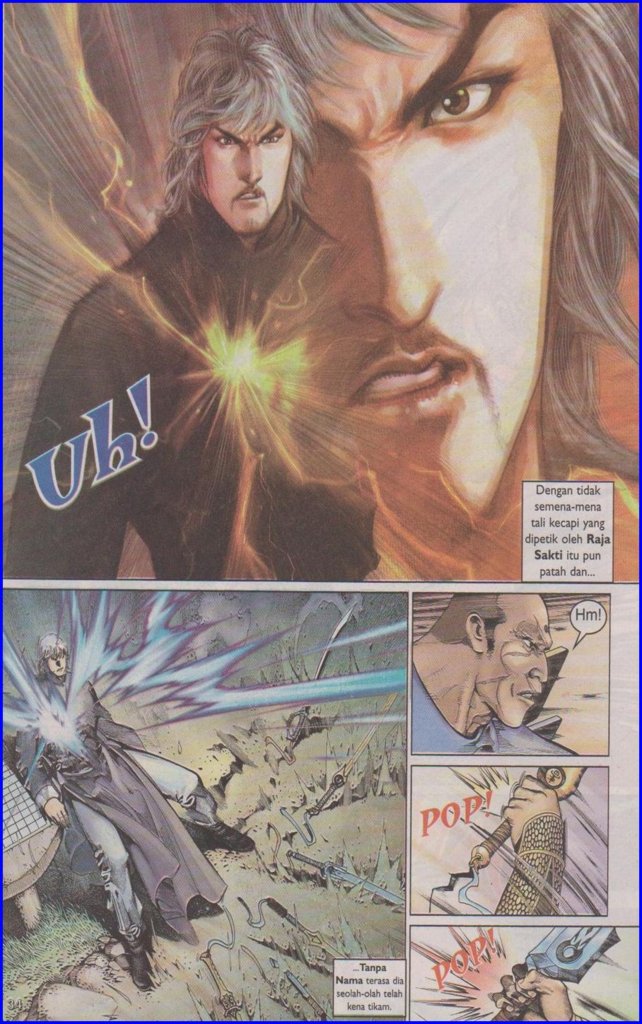 Uh!
Dengan tidak
semena-mena
tali kecapi yang
dipetik oleh Raja
Sakti itu pun
patah dan...
Hm!
POP!
POP!
...Tanpa
Nama terasa dia
seolah-olah telah
kena tikam.
34